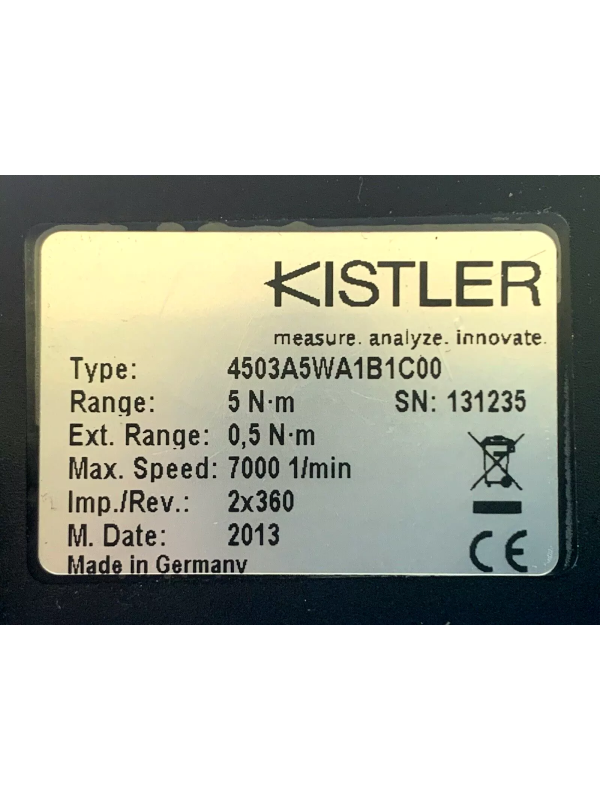 KISTLER
measure. analyze. innovate.
Type: 4503A5WA1B1C00
Range: 5 N·m SN: 131235
Ext. Range: 0,5 N·m
Max. Speed: 7000 1/min
Imp./Rev.: 2x360
M. Date: 2013
Made in Germany
CE